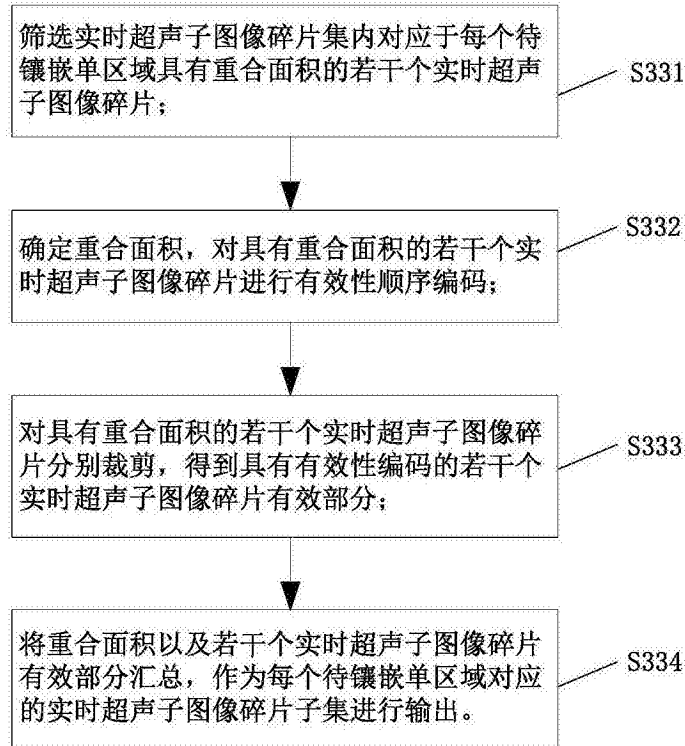 筛选实时超声子图像碎片集内对应于每个待
镶嵌单区域具有重合面积的若干个实时超声
子图像碎片；
S331
确定重合面积，对具有重合面积的若干个实
时超声子图像碎片进行有效性顺序编码；
S332
对具有重合面积的若干个实时超声子图像碎
片分别裁剪，得到具有有效性编码的若干个
实时超声子图像碎片有效部分；
S333
将重合面积以及若干个实时超声子图像碎片
有效部分汇总，作为每个待镶嵌单区域对应
的实时超声子图像碎片子集进行输出。
S334